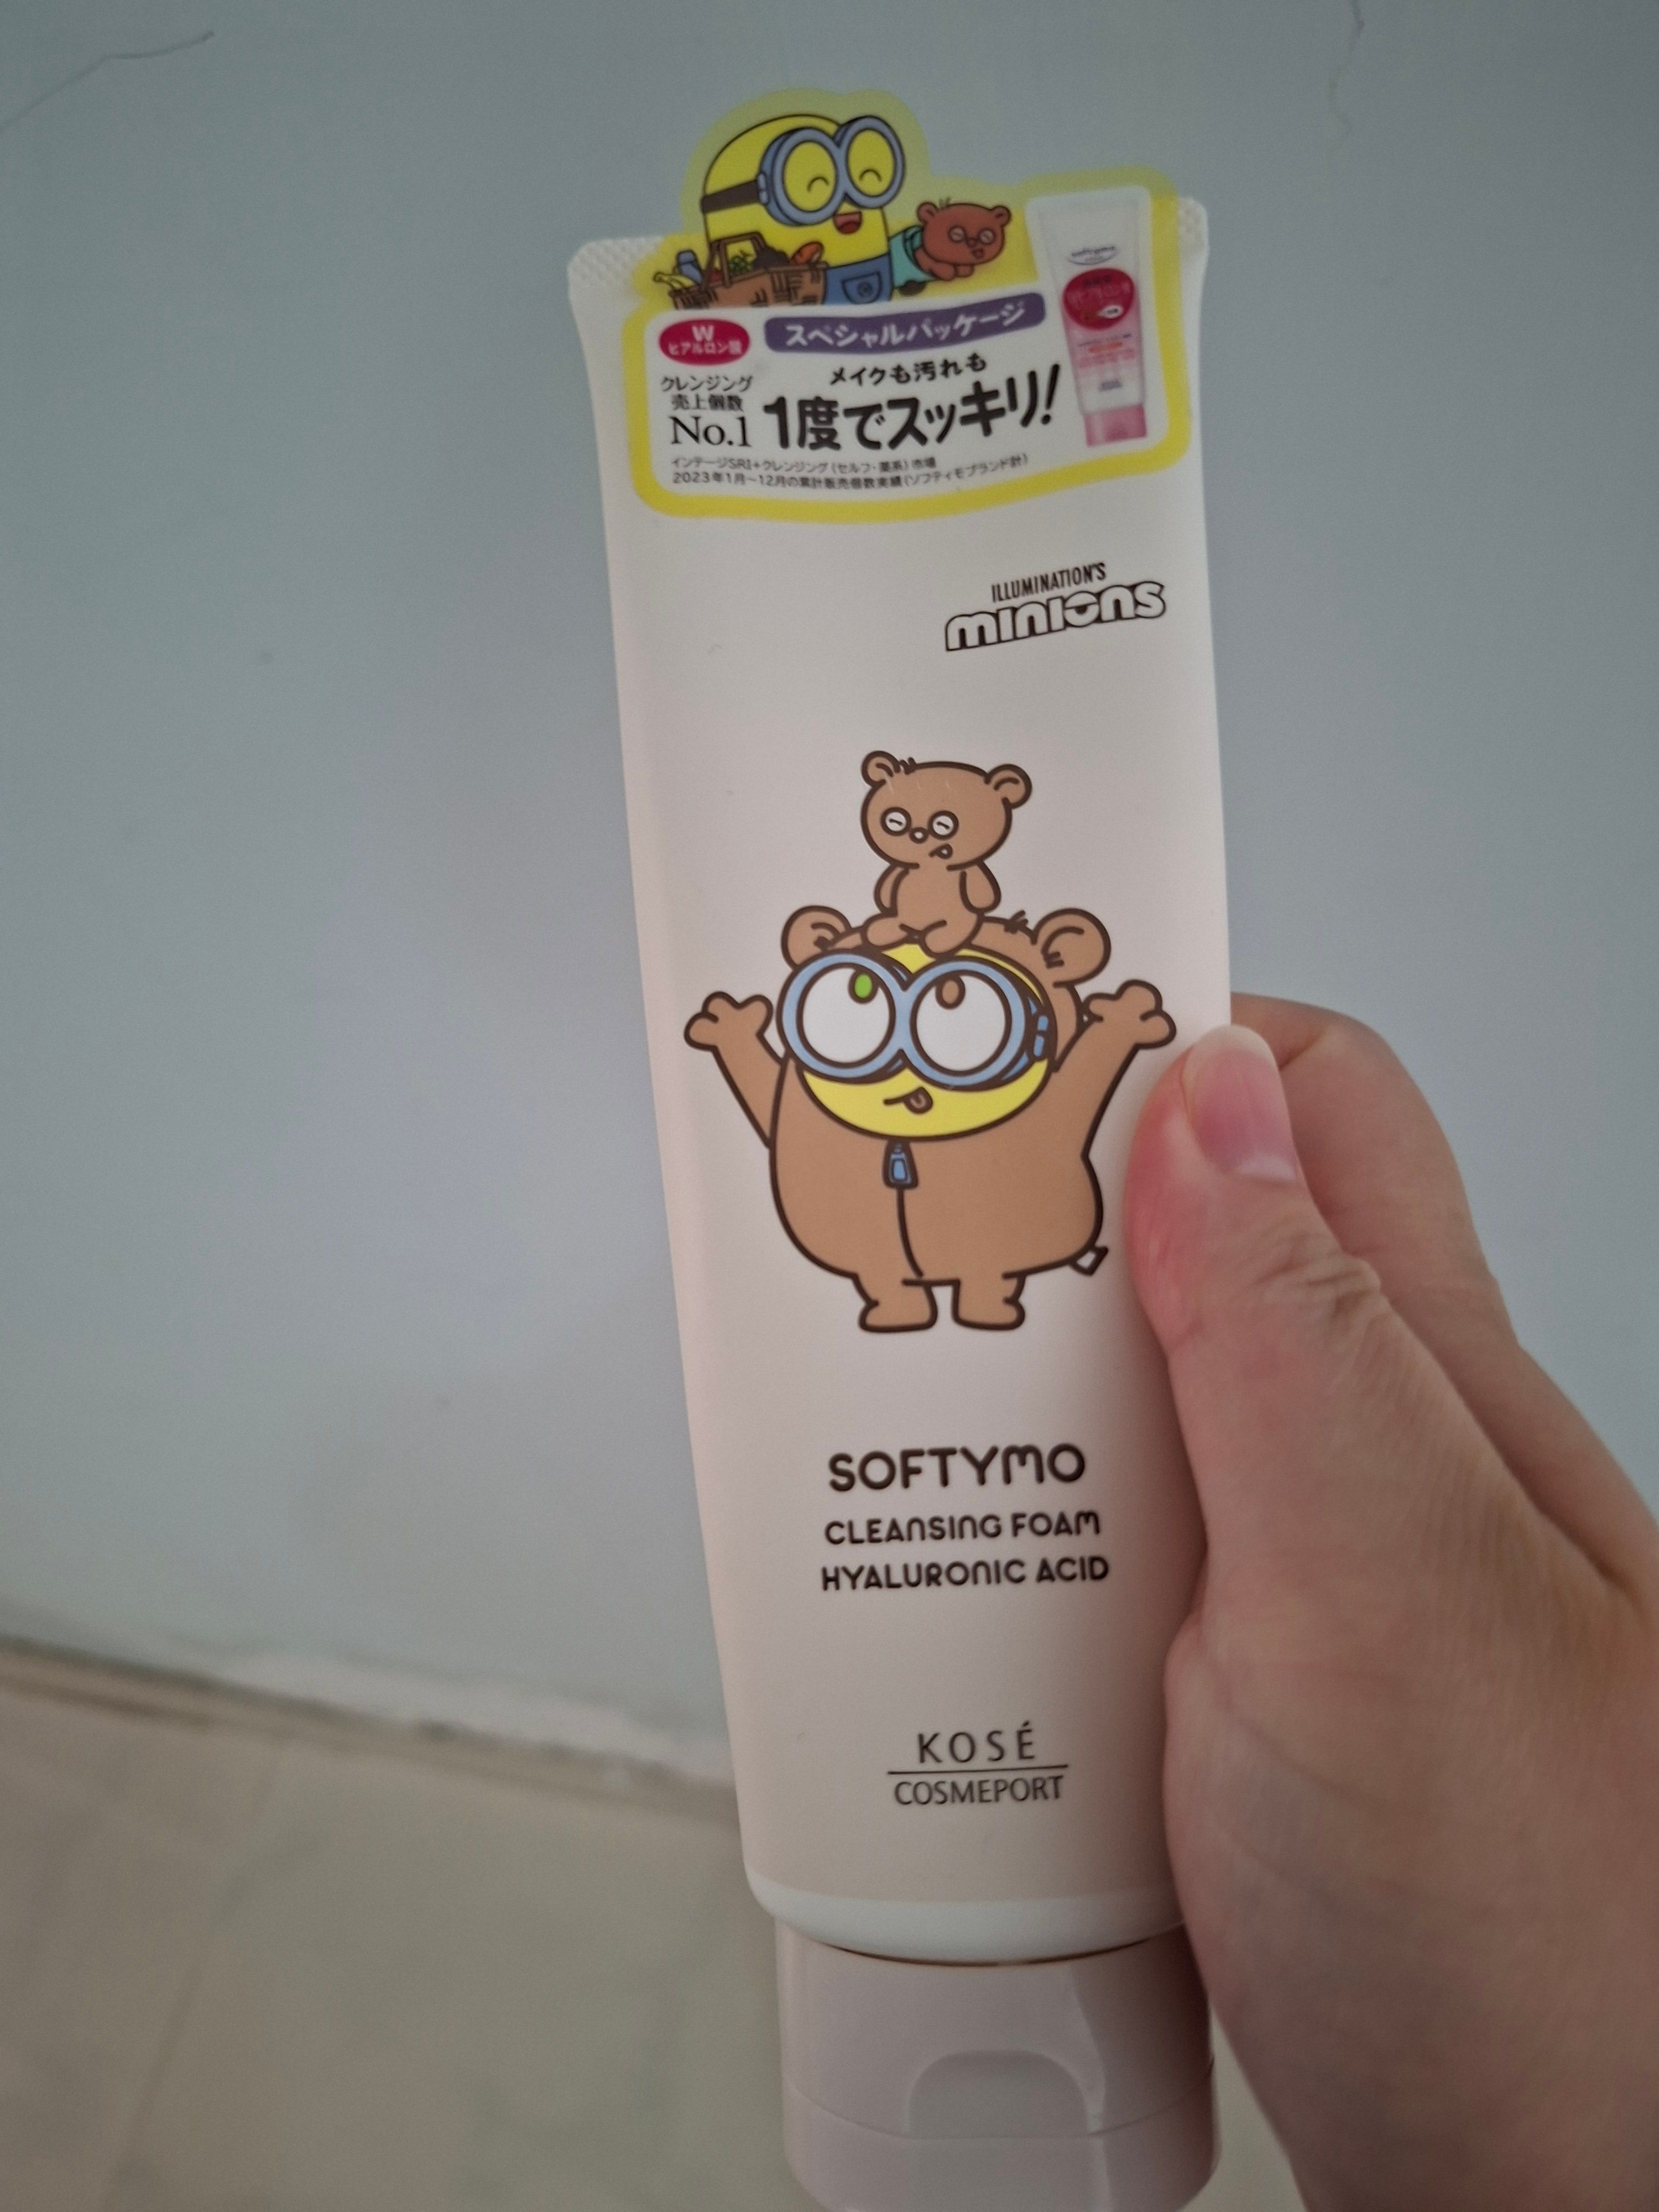 スペシャルパッケージ
W
ヒアルロン酸
メイクも汚れも
1度でスッキリ!
クレンジング
売上個数
No.1
インテージSRI+クレンジング(セルフ・薬系)市場
2023年1月~12月の累計販売個数実績(ソフティモブランド計)
softymo
ILLUMINATION'S
minions
SOFTYMO
CLEANSING FOAM
HYALURONIC ACID
KOSÉ
COSMEPORT